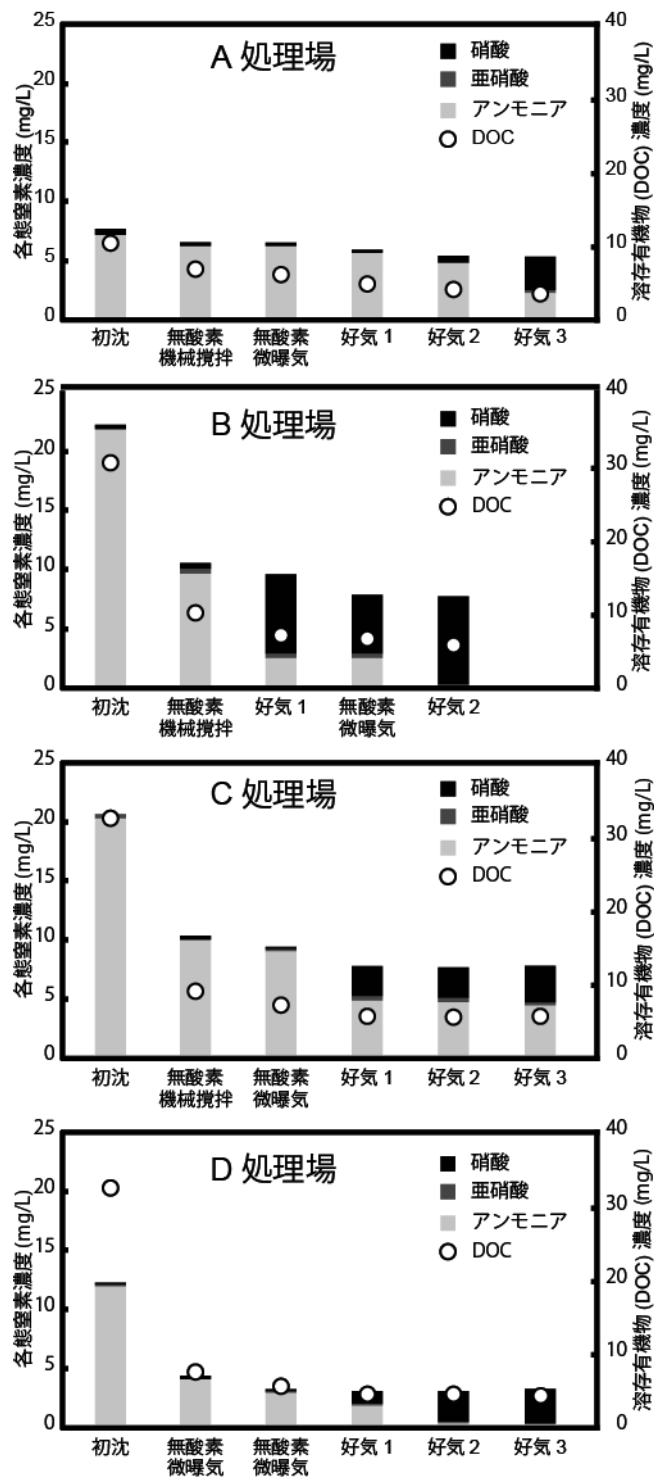 A 処理場
硝酸
亜硝酸
アンモニア
DOC
各態窒素濃度 (mg/L)
溶存有機物 (DOC) 濃度 (mg/L)
25
20
15
10
5
0
40
30
20
10
0
初沈
無酸素
機械撹拌
無酸素
微曝気
好気 1
好気 2
好気 3
B 処理場
硝酸
亜硝酸
アンモニア
DOC
各態窒素濃度 (mg/L)
溶存有機物 (DOC) 濃度 (mg/L)
25
20
15
10
5
0
40
30
20
10
0
初沈
無酸素
機械撹拌
好気 1
無酸素
微曝気
好気 2
C 処理場
硝酸
亜硝酸
アンモニア
DOC
各態窒素濃度 (mg/L)
溶存有機物 (DOC) 濃度 (mg/L)
25
20
15
10
5
0
40
30
20
10
0
初沈
無酸素
機械撹拌
無酸素
微曝気
好気 1
好気 2
好気 3
D 処理場
硝酸
亜硝酸
アンモニア
DOC
各態窒素濃度 (mg/L)
溶存有機物 (DOC) 濃度 (mg/L)
25
20
15
10
5
0
40
30
20
10
0
初沈
無酸素
微曝気
無酸素
微曝気
好気 1
好気 2
好気 3